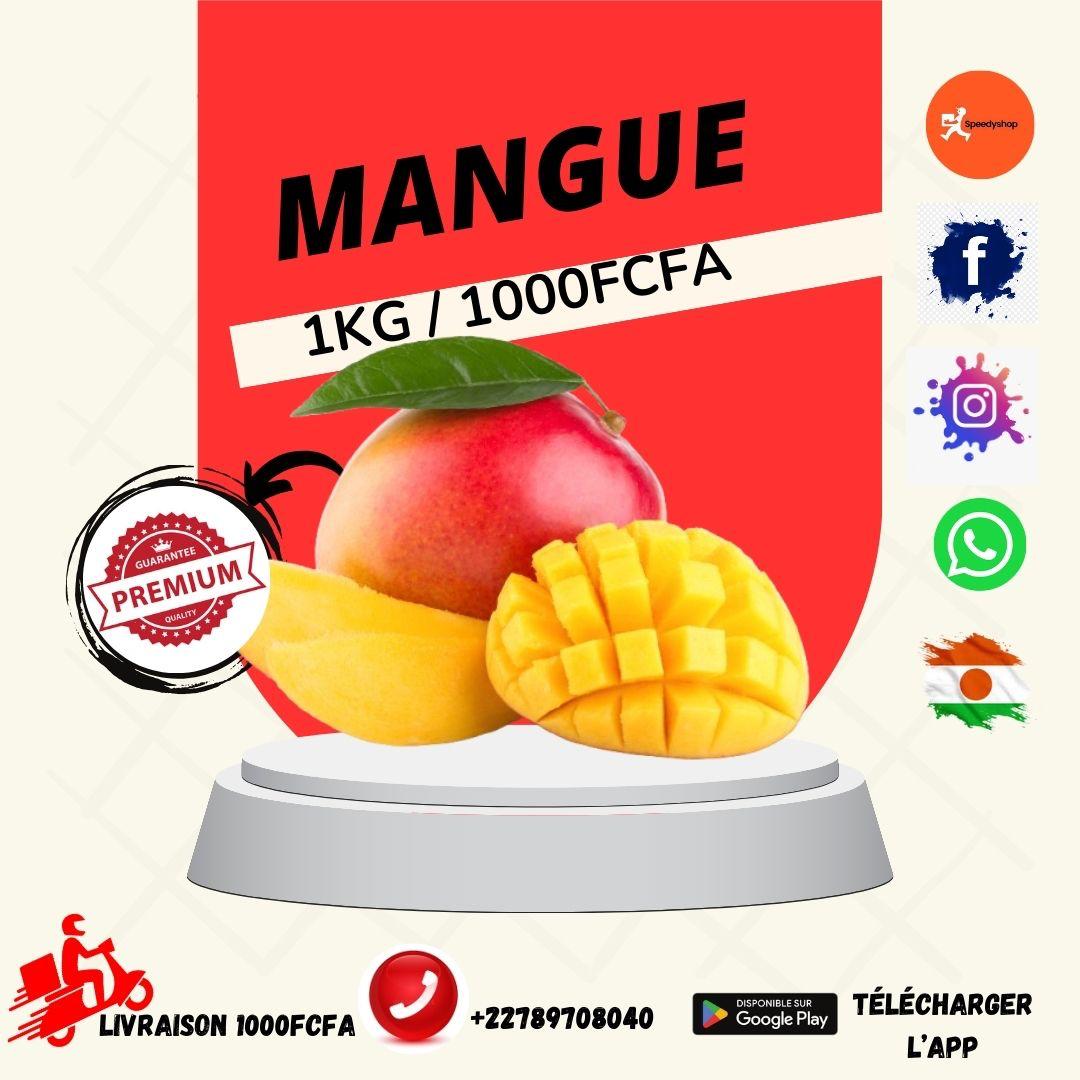 MANGUE
1KG / 1000FCFA
Speedyshop
f
GUARANTEE
PREMIUM
QUALITY
LIVRAISON 1000FCFA
+22789708040
DISPONIBLE SUR
Google Play
TÉLÉCHARGER
L'APP